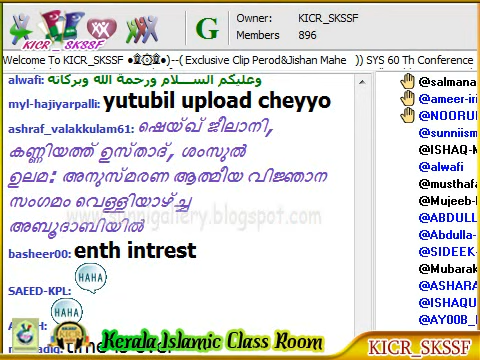 Owner: KICR_SKSSF
G
Members 896
KICR_ SKSSF
Welcome To KICR_SKSSF )--( Exclusive Clip Perod&Jishan Mahe )) SYS 60 Th Conference
alwafi: وعليكم الســـلام ورحمة الله وبركاته
myl-hajiyarpalli: yutubil upload cheyyo
ashraf_valakkulam61: ഷെയ്ഖ് ജീലാനി,
കണ്ണിയത്ത് ഉസ്താദ്, ശംസുൽ
ഉലമ: അനുസ്മരണ ആത്മീയ വിജ്ഞാന
സംഗമം വെള്ളിയാഴ്ച്ച
അബൂദാബിയിൽ
basheer00: enth intrest
SAEED-KPL: HAHA
HAHA
@salmana
@ameer-iri
@NOORU
@sunniism
@ISHAQ-M
@alwafi
@musthafa
@Mujeeb-
@ABDULL
@Abdulla-
@SIDEEK-
@Mubarak
@ASHARA
@ISHAQU
@AY00B_
Kerala Islamic Class Room
KICR_SKSSF